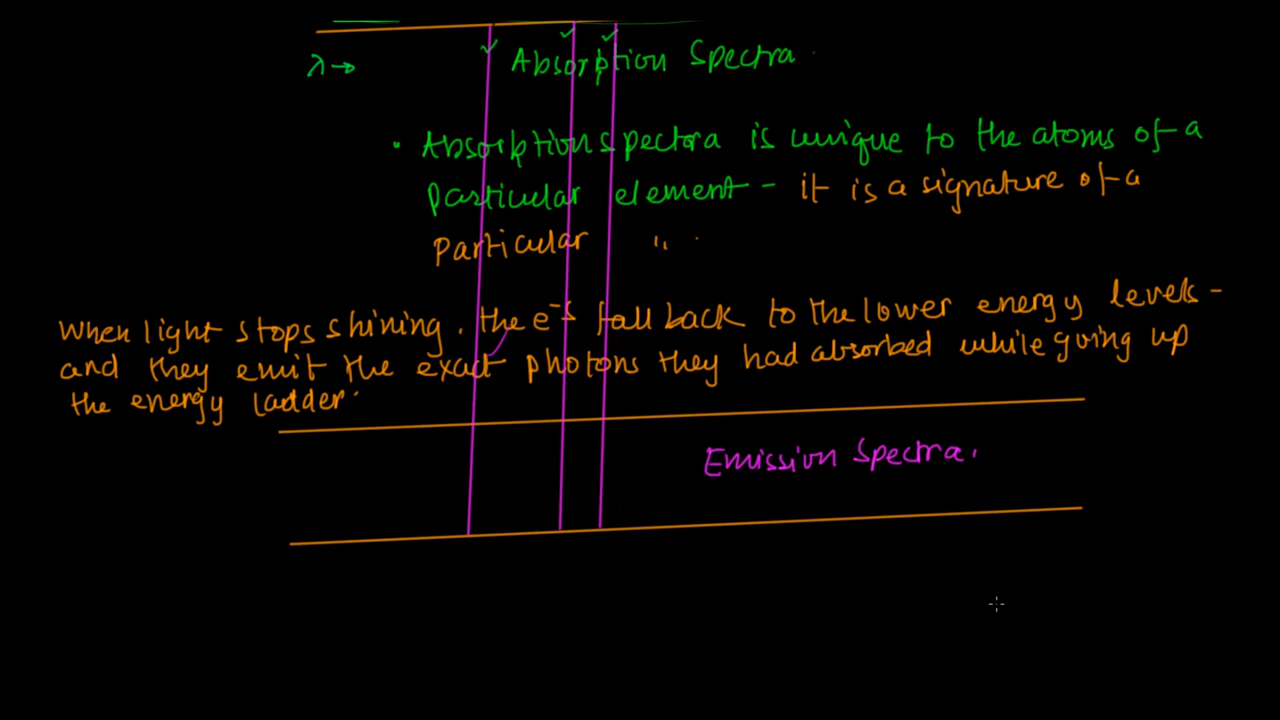 λ→ Absorption Spectra
• Absorption spectra is unique to the atoms of a
particular element - it is a signature of a
particular " .
When light stops shining, the e⁻s fall back to the lower energy levels -
and they emit the exact photons they had absorbed while going up
the energy ladder.
Emission Spectra.